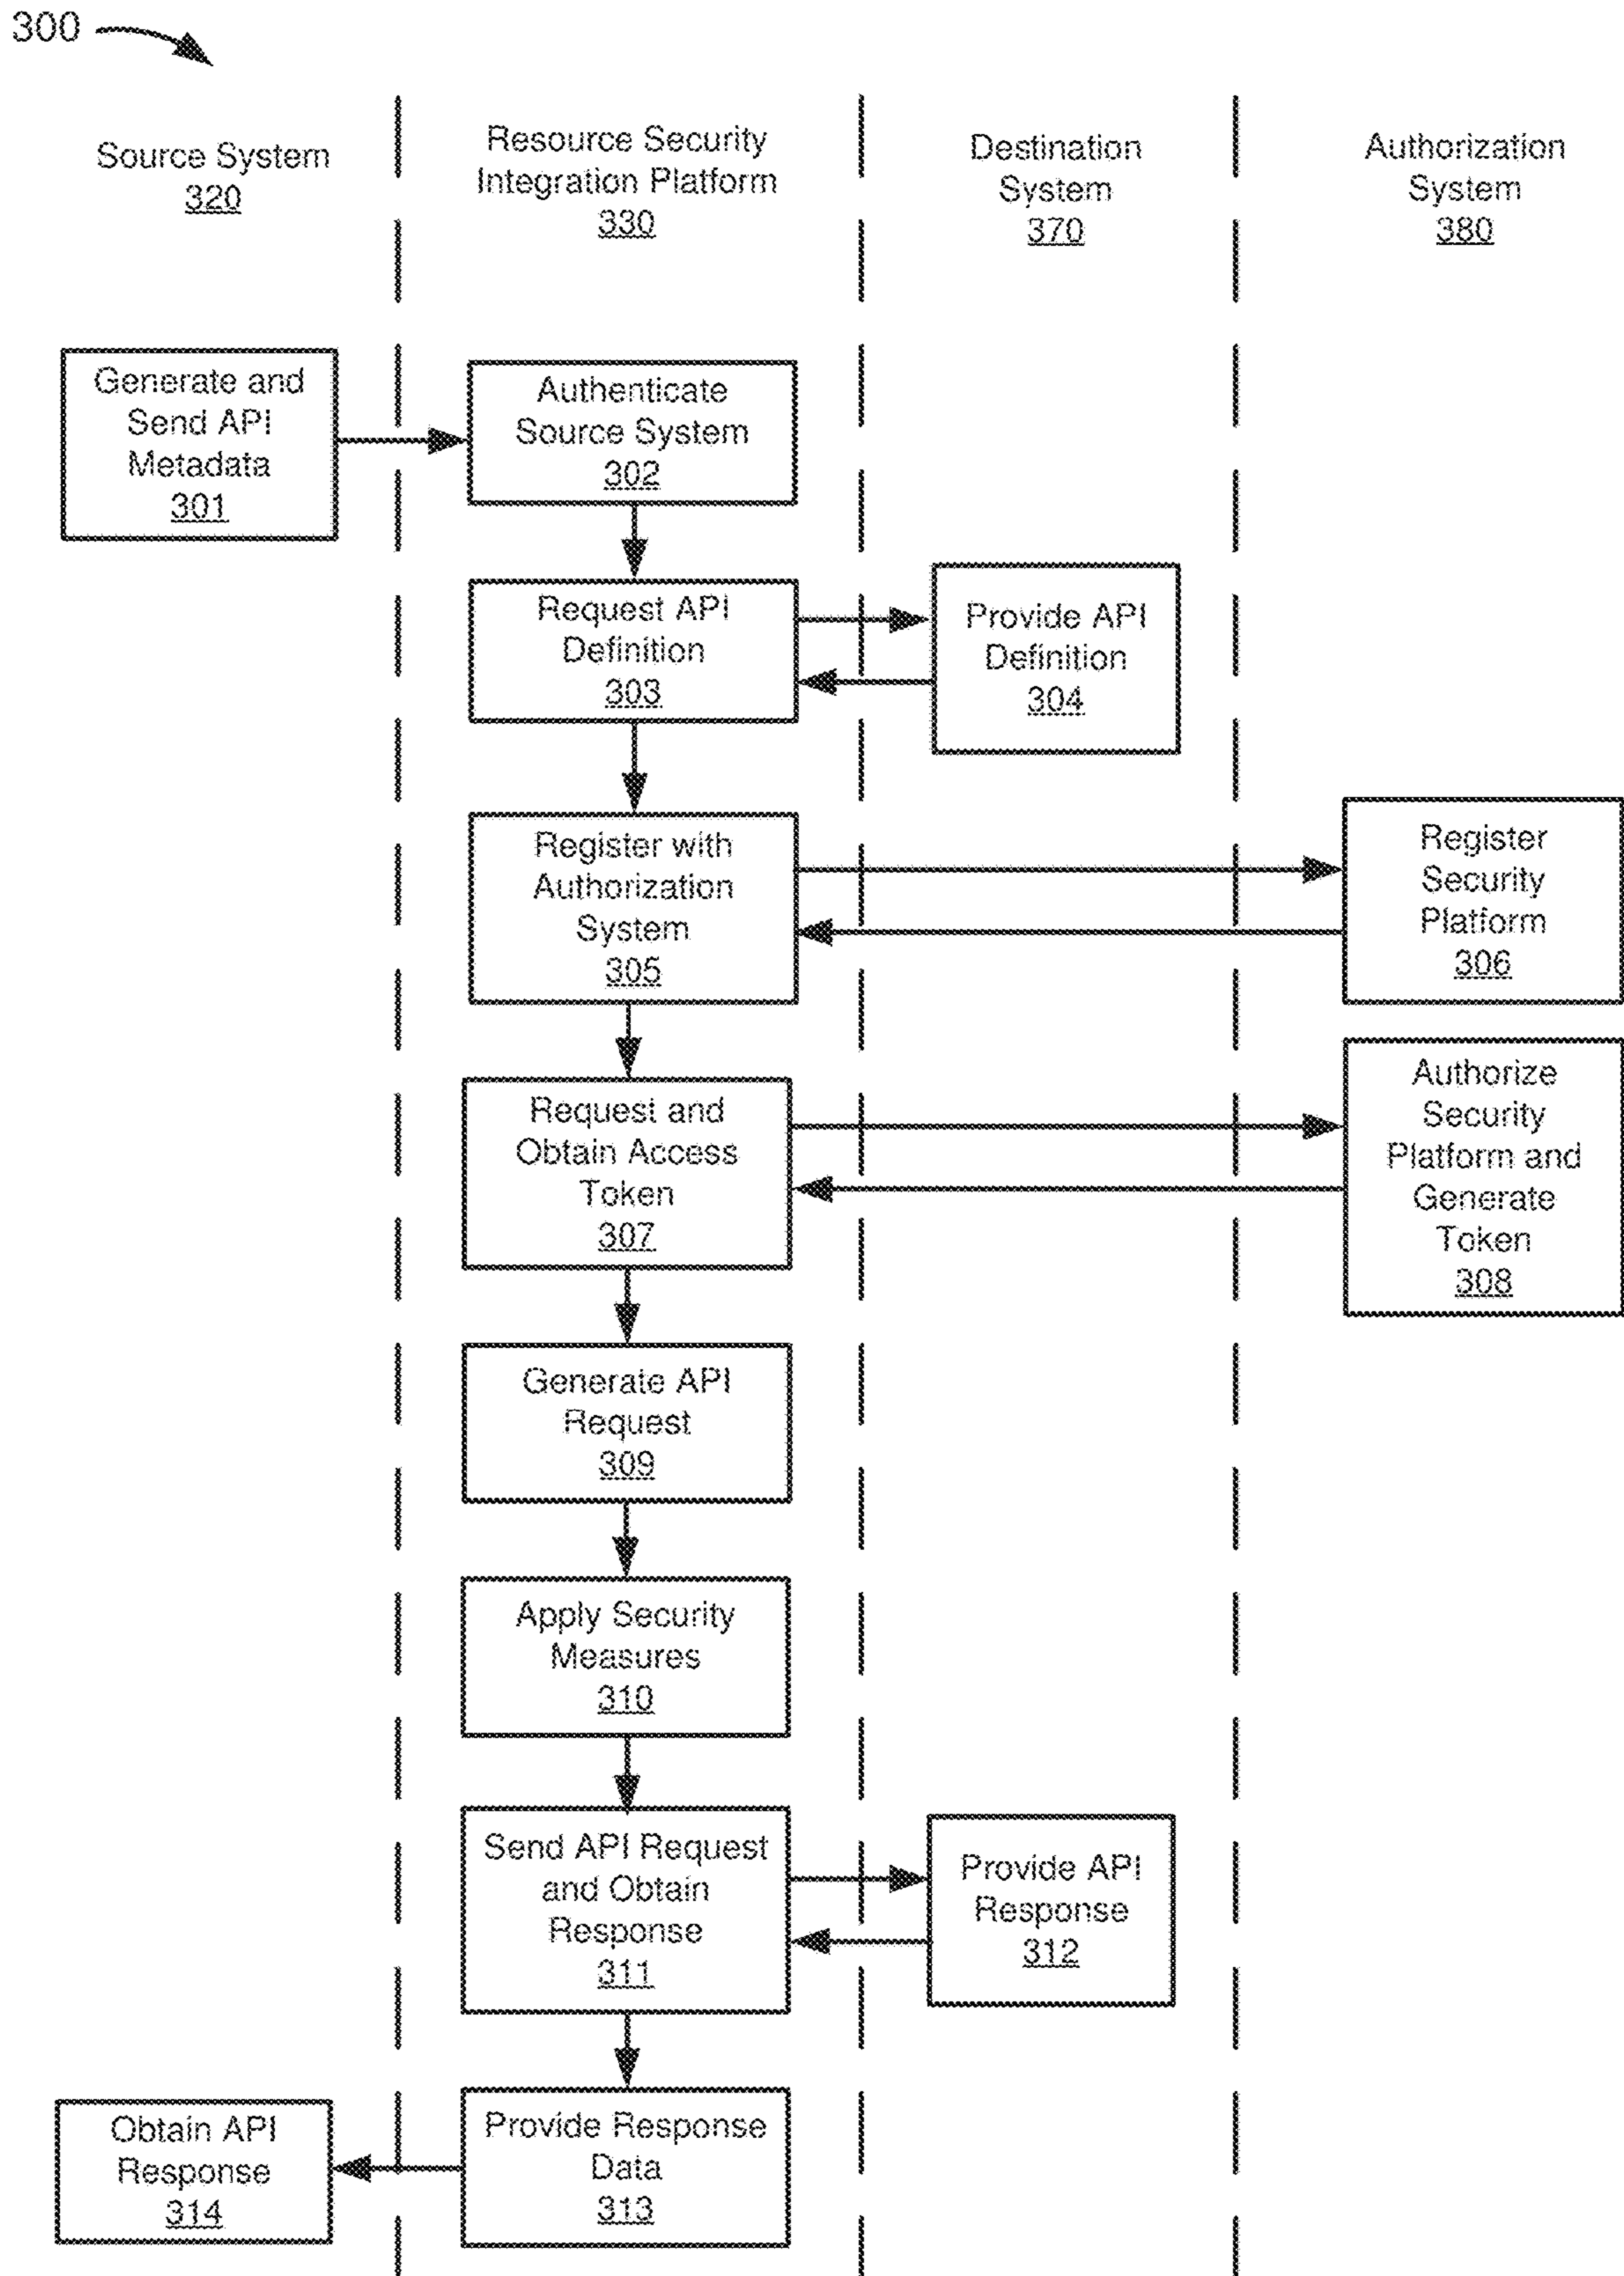 300
Source System
320
Resource Security
Integration Platform
330
Destination
System
370
Authorization
System
380
Generate and
Send API
Metadata
301
Authenticate
Source System
302
Request API
Definition
303
Provide API
Definition
304
Register with
Authorization
System
305
Register
Security
Platform
306
Request and
Obtain Access
Token
307
Authorize
Security
Platform and
Generate
Token
308
Generate API
Request
309
Apply Security
Measures
310
Send API Request
and Obtain
Response
311
Provide API
Response
312
Provide Response
Data
313
Obtain API
Response
314